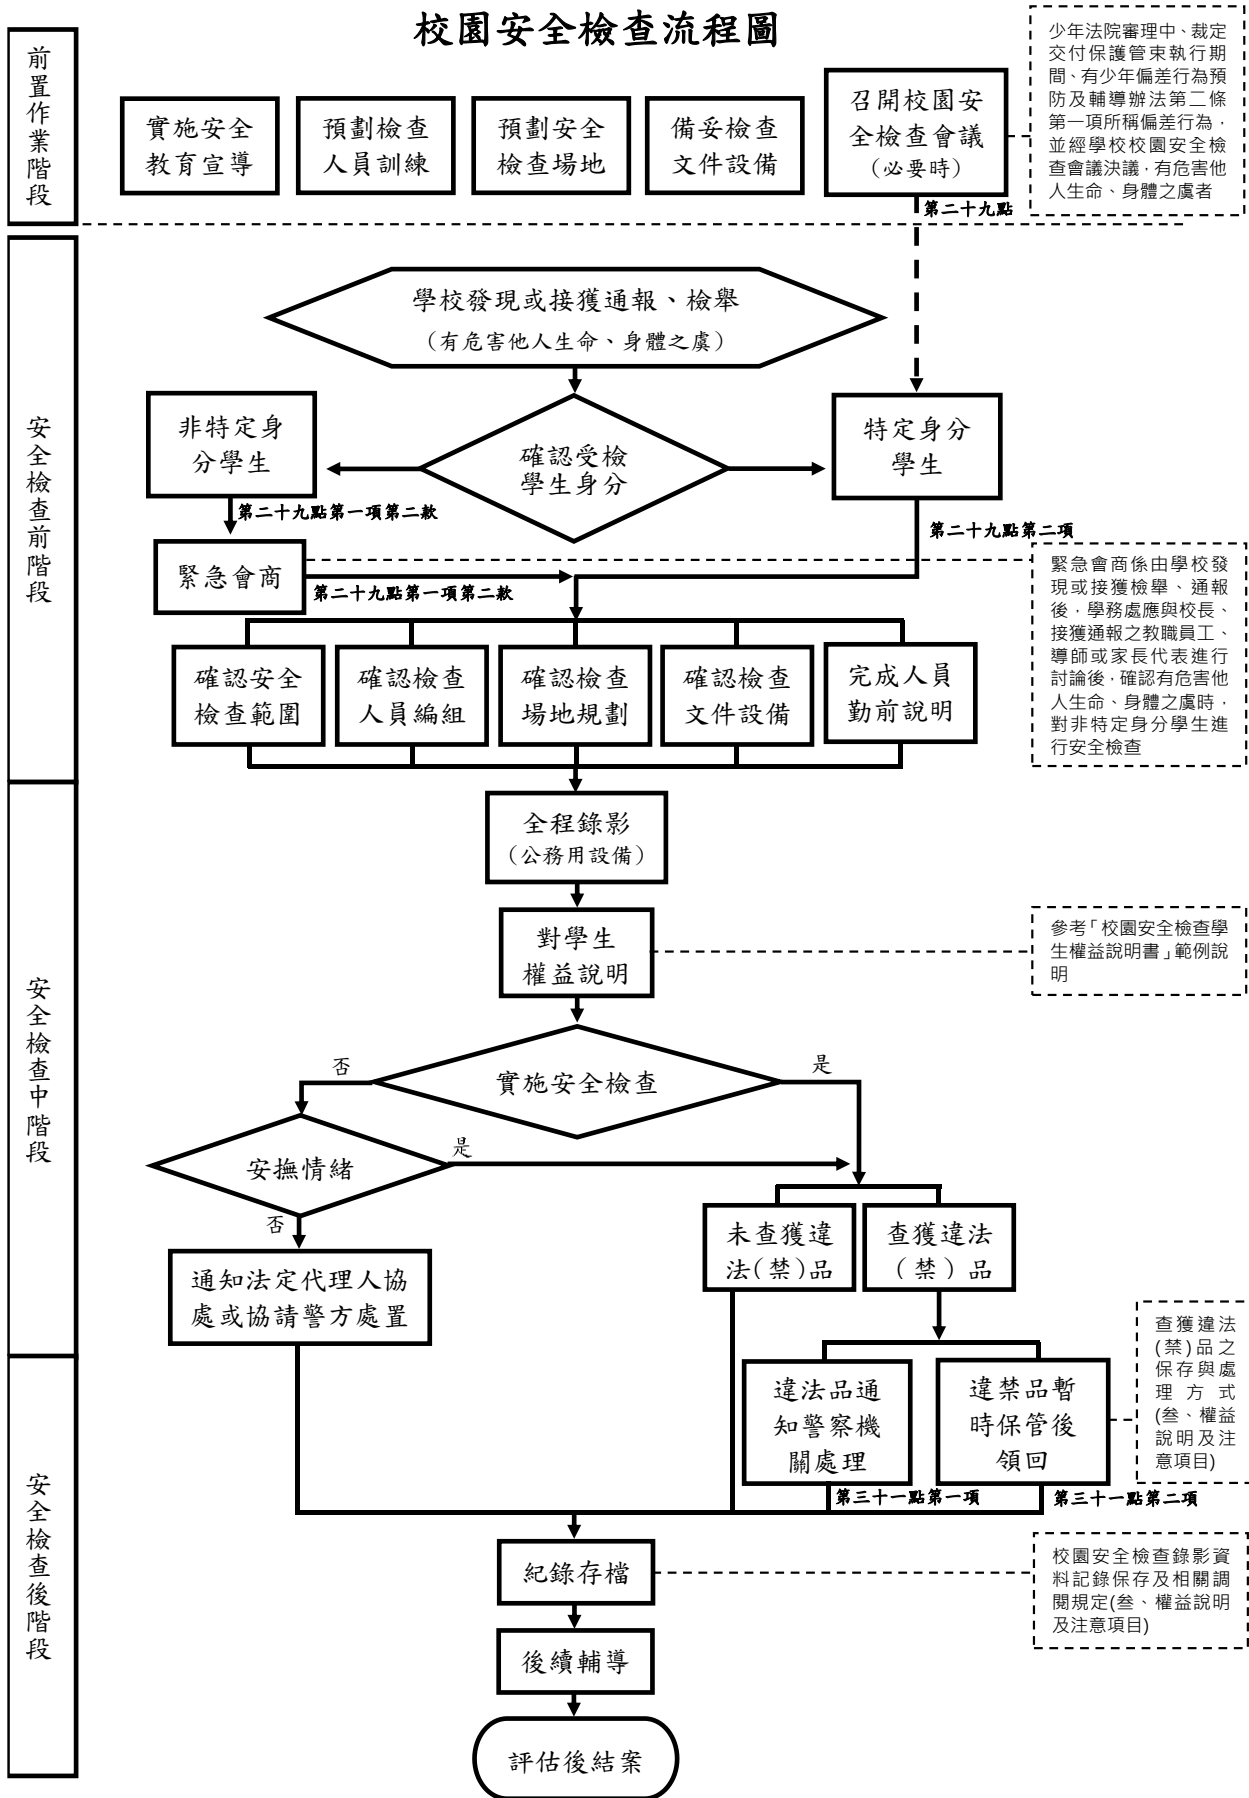 校園安全檢查流程圖
前置作業階段
實施安全
教育宣導
預劃檢查
人員訓練
預劃安全
檢查場地
備妥檢查
文件設備
召開校園安
全檢查會議
(必要時)
少年法院審理中、裁定
交付保護管束執行期
間、有少年偏差行為預
防及輔導辦法第二條
第一項所稱偏差行為，
並經學校校園安全檢
查會議決議，有危害他
人生命、身體之虞者
第二十九點
安全檢查前階段
學校發現或接獲通報、檢舉
(有危害他人生命、身體之虞)
非特定身
分學生
確認受檢
學生身分
特定身分
學生
第二十九點第一項第二款
第二十九點第二項
緊急會商
第二十九點第一項第二款
緊急會商係由學校發
現或接獲檢舉、通報
後，學務處應與校長、
接獲通報之教職員工、
導師或家長代表進行
討論後，確認有危害他
人生命、身體之虞時，
對非特定身分學生進
行安全檢查
確認安全
檢查範圍
確認檢查
人員編組
確認檢查
場地規劃
確認檢查
文件設備
完成人員
勤前說明
安全檢查中階段
全程錄影
(公務用設備)
對學生
權益說明
參考「校園安全檢查學
生權益說明書」範例說
明
實施安全檢查
否
是
安撫情緒
是
否
通知法定代理人協
處或協請警方處置
未查獲違
法(禁)品
查獲違法
(禁)品
查獲違法
(禁)品之
保存與處
理方式
(叁、權益
說明及注
意項目)
違法品通
知警察機
關處理
違禁品暫
時保管後
領回
第三十一點第一項
第三十一點第二項
安全檢查後階段
紀錄存檔
校園安全檢查錄影資
料記錄保存及相關調
閱規定(叁、權益說明
及注意項目)
後續輔導
評估後結案